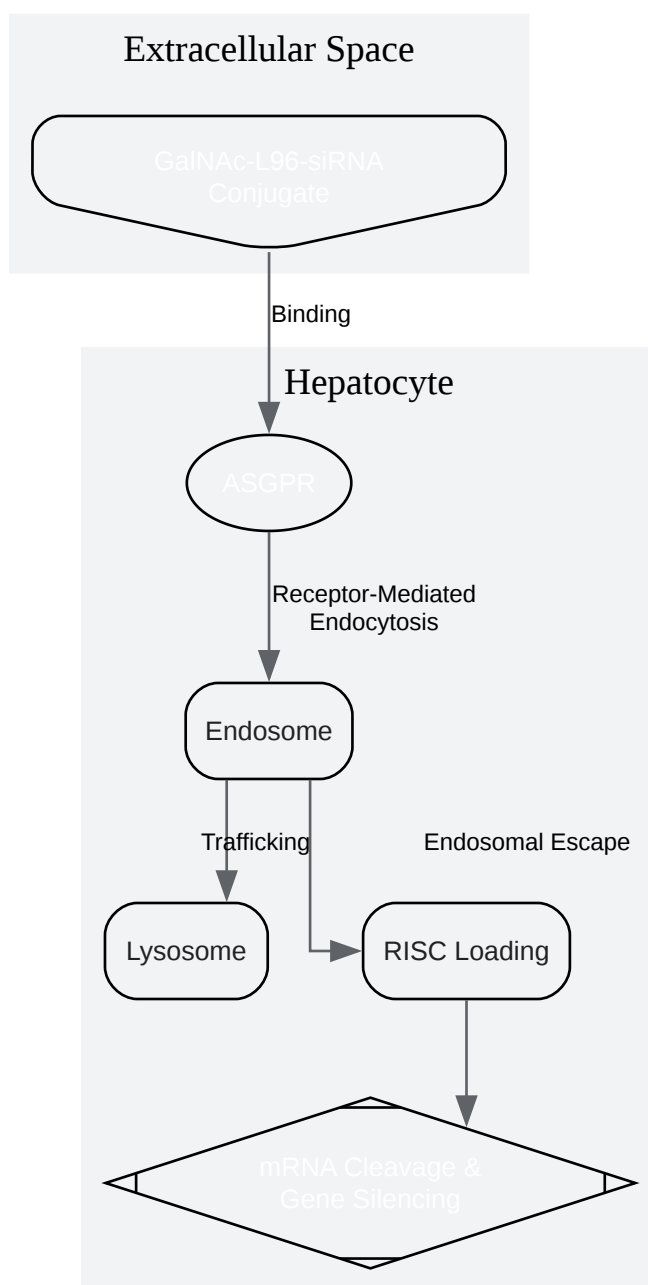 Extracellular Space
GalNAc-L96-siRNA
Conjugate
Binding
Hepatocyte
ASGPR
Receptor-Mediated
Endocytosis
Endosome
Trafficking
Endosomal Escape
Lysosome
RISC Loading
mRNA Cleavage &
Gene Silencing